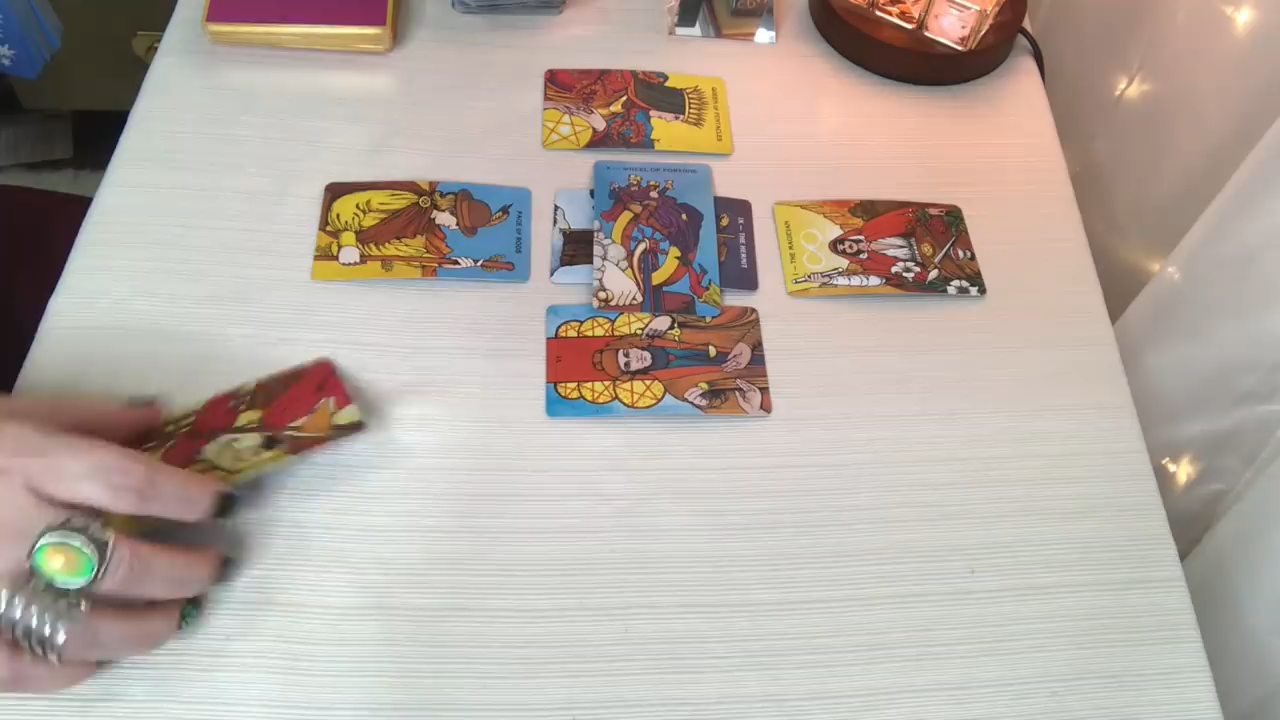 QUEEN OF PENTACLES
X — WHEEL OF FORTUNE
PAGE OF RODS
IX — THE HERMIT
I — THE MAGICIAN